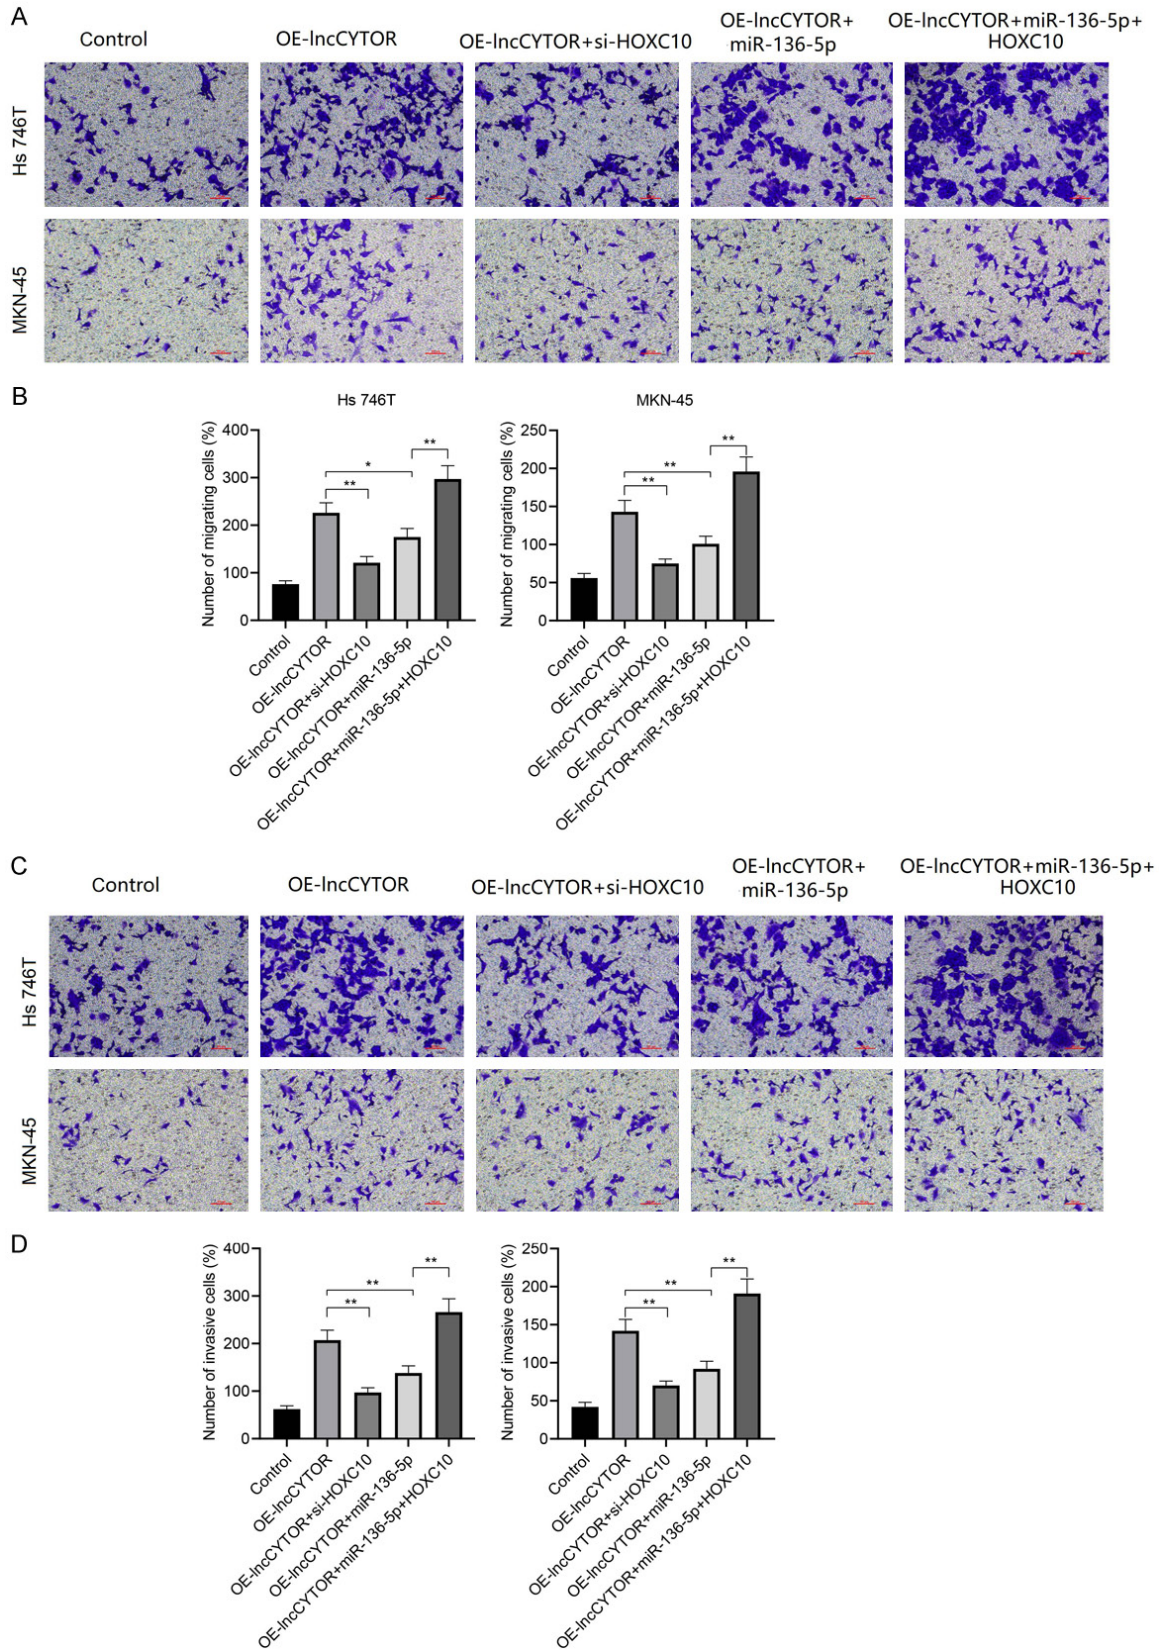 A
Control
OE-lncCYTOR
OE-lncCYTOR+si-HOXC10
OE-lncCYTOR+
miR-136-5p
OE-lncCYTOR+miR-136-5p+
HOXC10
Hs 746T
MKN-45
B
Hs 746T
Number of migrating cells (%)
400
300
200
100
0
*
**
**
Control
OE-lncCYTOR
OE-lncCYTOR+si-HOXC10
OE-lncCYTOR+miR-136-5p
OE-lncCYTOR+miR-136-5p+HOXC10
MKN-45
Number of migrating cells (%)
250
200
150
100
50
0
**
**
**
Control
OE-lncCYTOR
OE-lncCYTOR+si-HOXC10
OE-lncCYTOR+miR-136-5p
OE-lncCYTOR+miR-136-5p+HOXC10
C
Control
OE-lncCYTOR
OE-lncCYTOR+si-HOXC10
OE-lncCYTOR+
miR-136-5p
OE-lncCYTOR+miR-136-5p+
HOXC10
Hs 746T
MKN-45
D
Number of invasive cells (%)
400
300
200
100
0
**
**
**
Control
OE-lncCYTOR
OE-lncCYTOR+si-HOXC10
OE-lncCYTOR+miR-136-5p
OE-lncCYTOR+miR-136-5p+HOXC10
Number of invasive cells (%)
250
200
150
100
50
0
**
**
**
Control
OE-lncCYTOR
OE-lncCYTOR+si-HOXC10
OE-lncCYTOR+miR-136-5p
OE-lncCYTOR+miR-136-5p+HOXC10